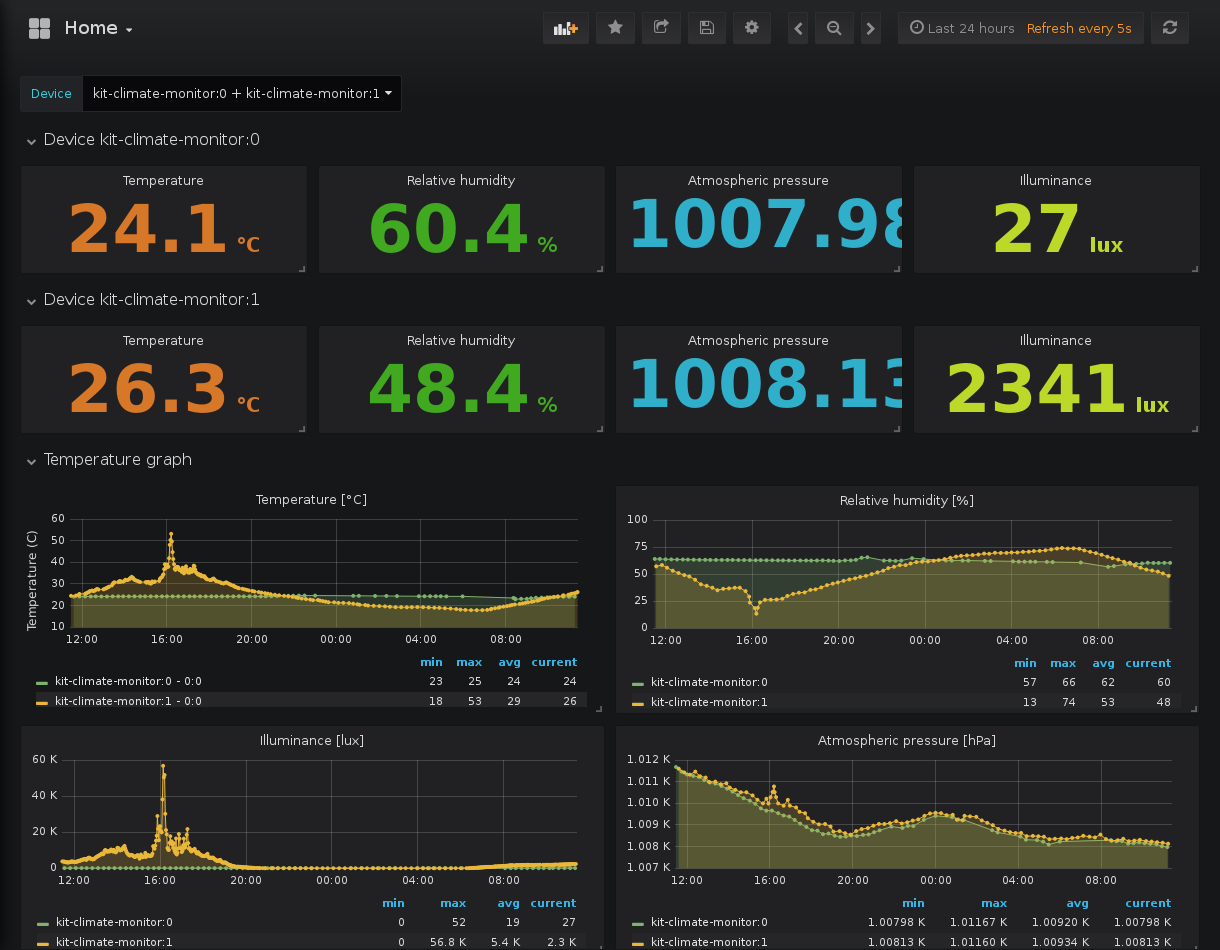 Home
Last 24 hours Refresh every 5s
Device kit-climate-monitor:0 + kit-climate-monitor:1
Device kit-climate-monitor:0
Temperature Relative humidity Atmospheric pressure Illuminance
24.1 °C 60.4 % 1007.98 27 lux
Device kit-climate-monitor:1
Temperature Relative humidity Atmospheric pressure Illuminance
26.3 °C 48.4 % 1008.13 2341 lux
Temperature graph
Temperature [°C]
Temperature (C)
60
50
40
30
20
10
12:00 16:00 20:00 00:00 04:00 08:00
min max avg current
kit-climate-monitor:0 - 0:0 23 25 24 24
kit-climate-monitor:1 - 0:0 18 53 29 26
Relative humidity [%]
100
75
50
25
0
12:00 16:00 20:00 00:00 04:00 08:00
min max avg current
kit-climate-monitor:0 57 66 62 60
kit-climate-monitor:1 13 74 53 48
Illuminance [lux]
60 K
40 K
20 K
0
12:00 16:00 20:00 00:00 04:00 08:00
min max avg current
kit-climate-monitor:0 0 52 19 27
kit-climate-monitor:1 0 56.8 K 5.4 K 2.3 K
Atmospheric pressure [hPa]
1.012 K
1.011 K
1.010 K
1.009 K
1.008 K
1.007 K
12:00 16:00 20:00 00:00 04:00 08:00
min max avg current
kit-climate-monitor:0 1.00798 K 1.01167 K 1.00920 K 1.00798 K
kit-climate-monitor:1 1.00813 K 1.01160 K 1.00934 K 1.00813 K